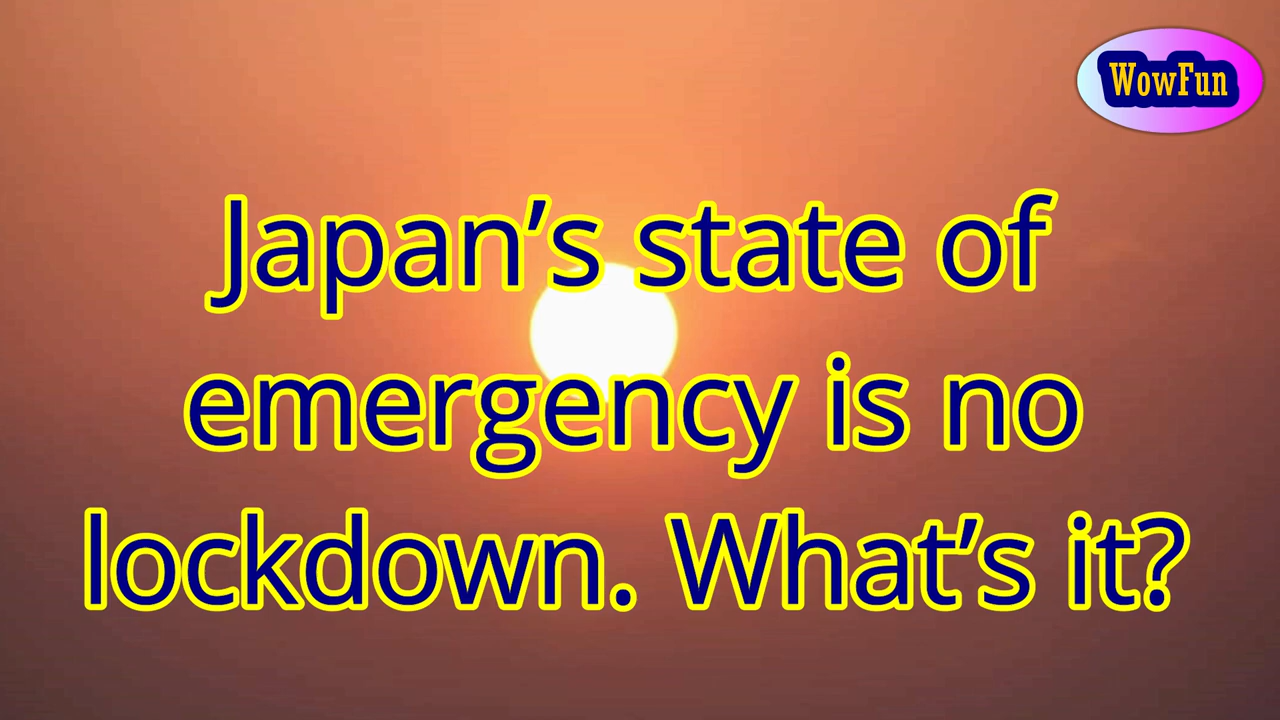 WowFun
Japan’s state of
emergency is no
lockdown. What’s it?